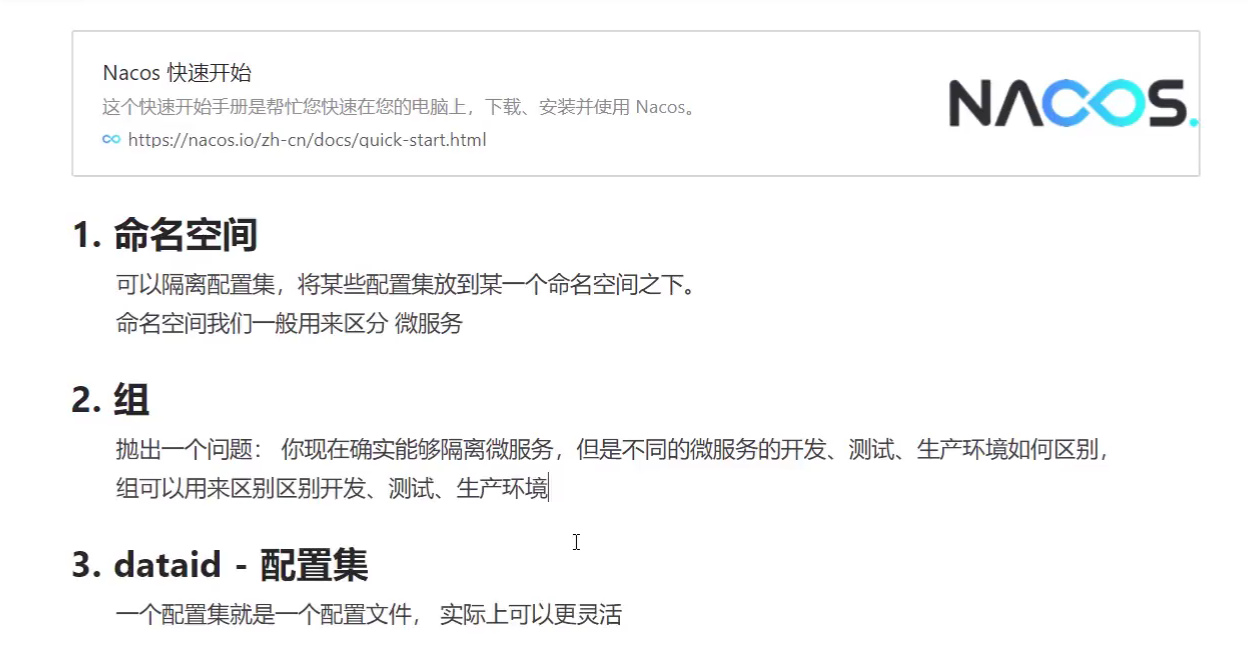 Nacos 快速开始
这个快速开始手册是帮忙您快速在您的电脑上，下载、安装并使用 Nacos。
https://nacos.io/zh-cn/docs/quick-start.html
NACOS.
1. 命名空间
可以隔离配置集，将某些配置集放到某一个命名空间之下。
命名空间我们一般用来区分 微服务
2. 组
抛出一个问题： 你现在确实能够隔离微服务，但是不同的微服务的开发、测试、生产环境如何区别，
组可以用来区别区别开发、测试、生产环境
3. dataid - 配置集
一个配置集就是一个配置文件， 实际上可以更灵活